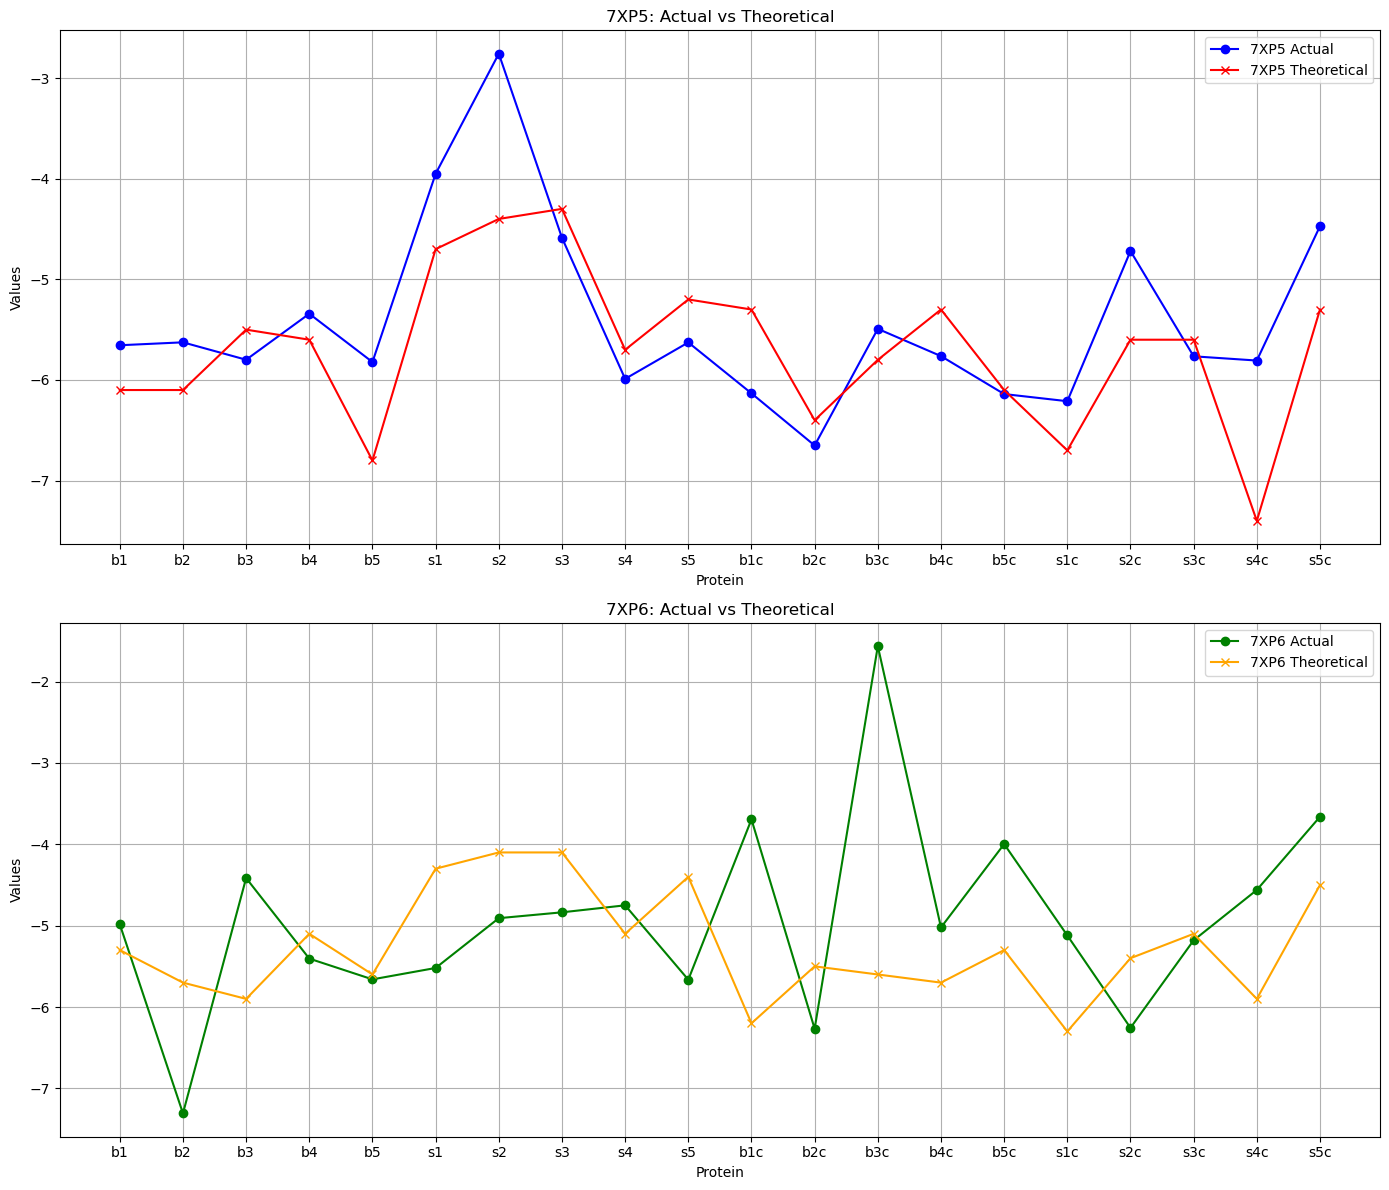 7XP5: Actual vs Theoretical
7XP5 Actual
7XP5 Theoretical
−3
−4
−5
−6
−7
Values
b1 b2 b3 b4 b5 s1 s2 s3 s4 s5 b1c b2c b3c b4c b5c s1c s2c s3c s4c s5c
Protein
7XP6: Actual vs Theoretical
7XP6 Actual
7XP6 Theoretical
−2
−3
−4
−5
−6
−7
Values
b1 b2 b3 b4 b5 s1 s2 s3 s4 s5 b1c b2c b3c b4c b5c s1c s2c s3c s4c s5c
Protein